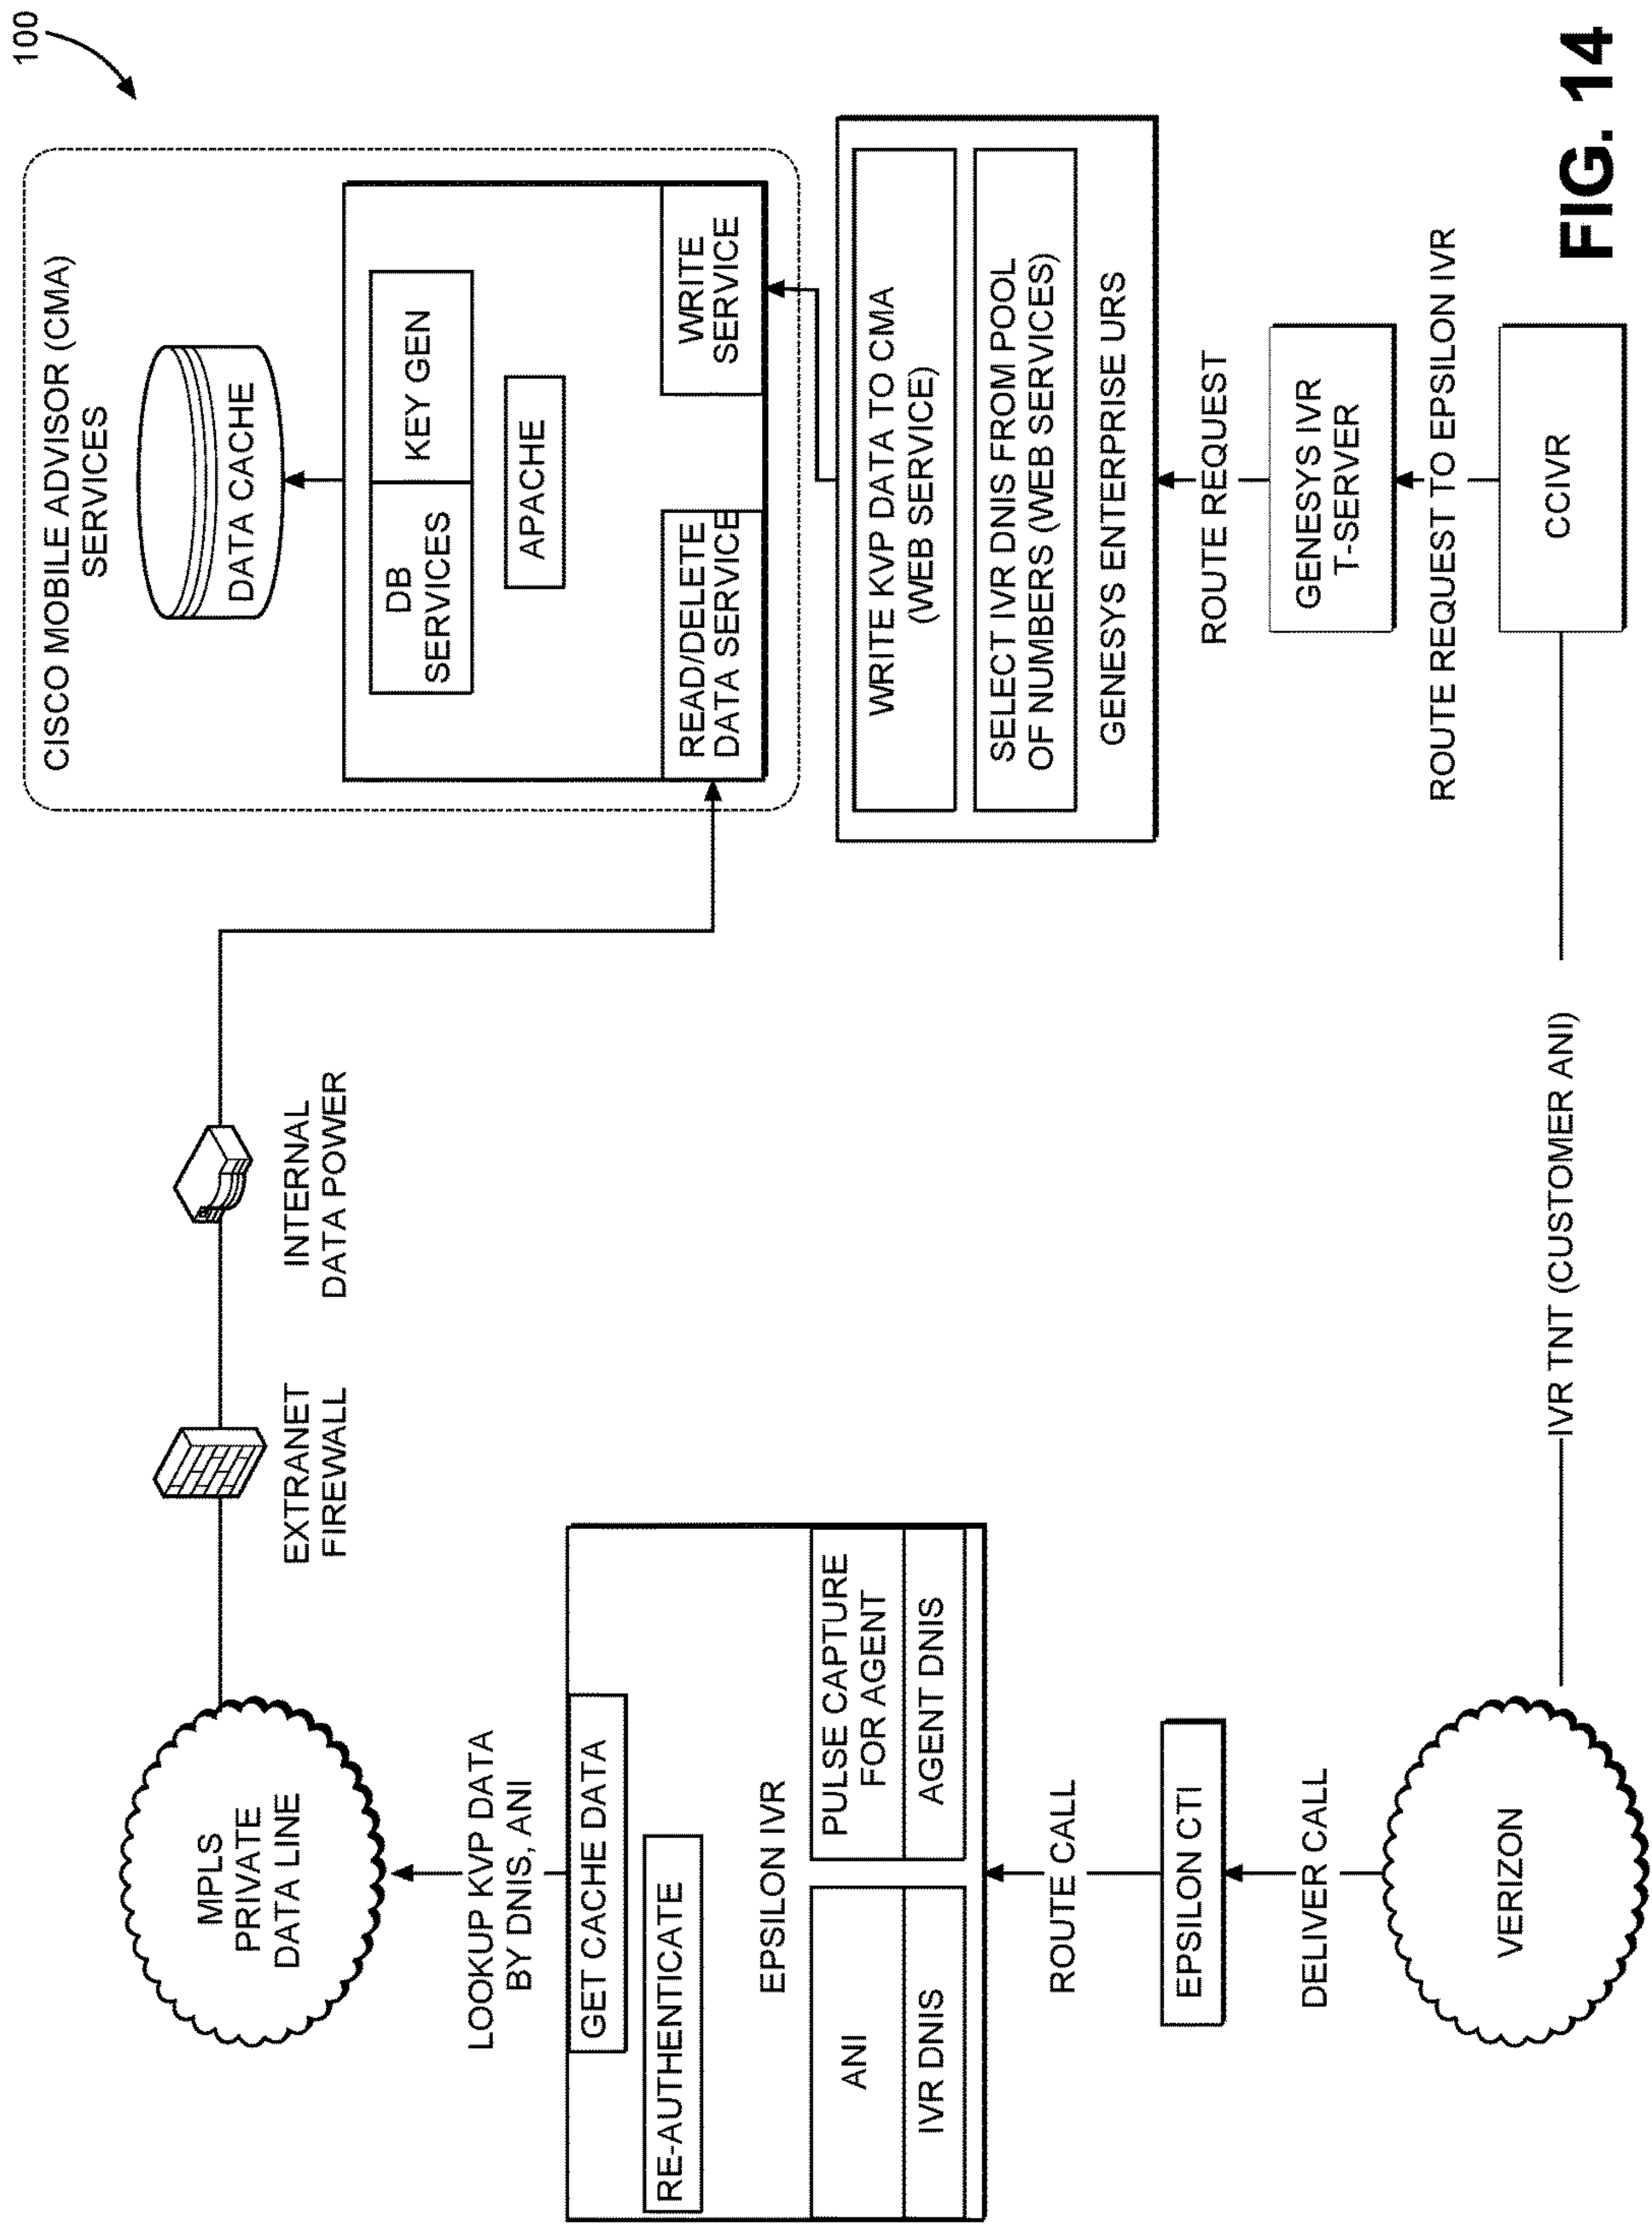 100
CISCO MOBILE ADVISOR (CMA)
SERVICES
DATA CACHE
DB
SERVICES
KEY GEN
APACHE
READ/DELETE
DATA SERVICE
WRITE
SERVICE
WRITE KVP DATA TO CMA
(WEB SERVICE)
SELECT IVR DNIS FROM POOL
OF NUMBERS (WEB SERVICES)
GENESYS ENTERPRISE URS
ROUTE REQUEST
GENESYS IVR
T-SERVER
ROUTE REQUEST TO EPSILON IVR
CCIVR
MPLS
PRIVATE
DATA LINE
EXTRANET
FIREWALL
INTERNAL
DATA POWER
LOOKUP KVP DATA
BY DNIS, ANI
GET CACHE DATA
RE-AUTHENTICATE
EPSILON IVR
ANI
IVR DNIS
PULSE CAPTURE
FOR AGENT
AGENT DNIS
ROUTE CALL
EPSILON CTI
DELIVER CALL
VERIZON
IVR TNT (CUSTOMER ANI)
FIG. 14